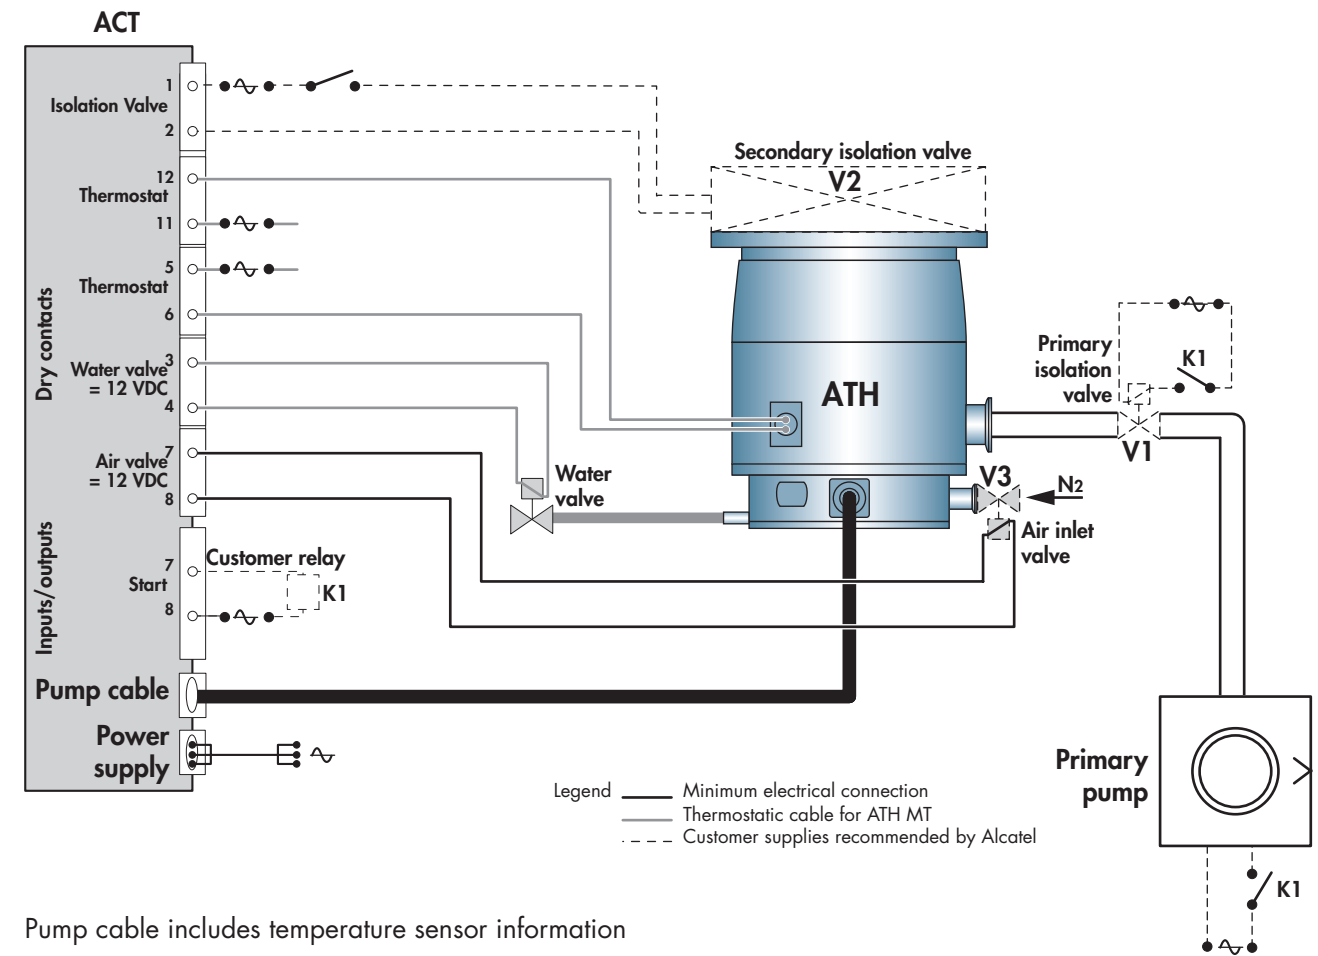 ACT
1
Isolation Valve
2
12
Thermostat
11
5
Thermostat
6
Dry contacts
3
Water valve
= 12 VDC
4
7
Air valve
= 12 VDC
8
Inputs/outputs
7
Customer relay
Start
K1
8
Pump cable
Power
supply
Secondary isolation valve
V2
ATH
Water
valve
Primary
isolation
valve
K1
V1
V3
N2
Air inlet
valve
Primary
pump
K1
Legend
Minimum electrical connection
Thermostatic cable for ATH MT
Customer supplies recommended by Alcatel
Pump cable includes temperature sensor information